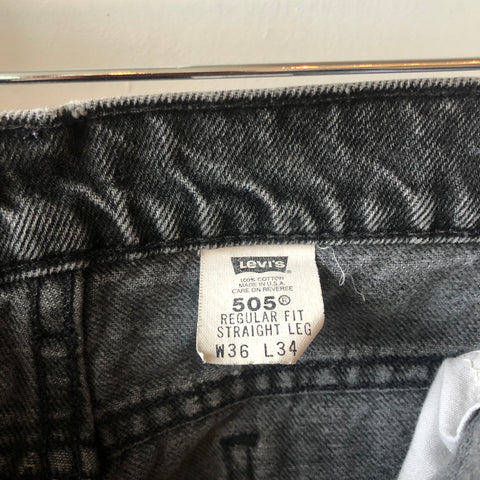 Levi's®
100% COTTON
MADE IN U.S.A.
CARE ON REVERSE
505®
REGULAR FIT
STRAIGHT LEG
W36 L34